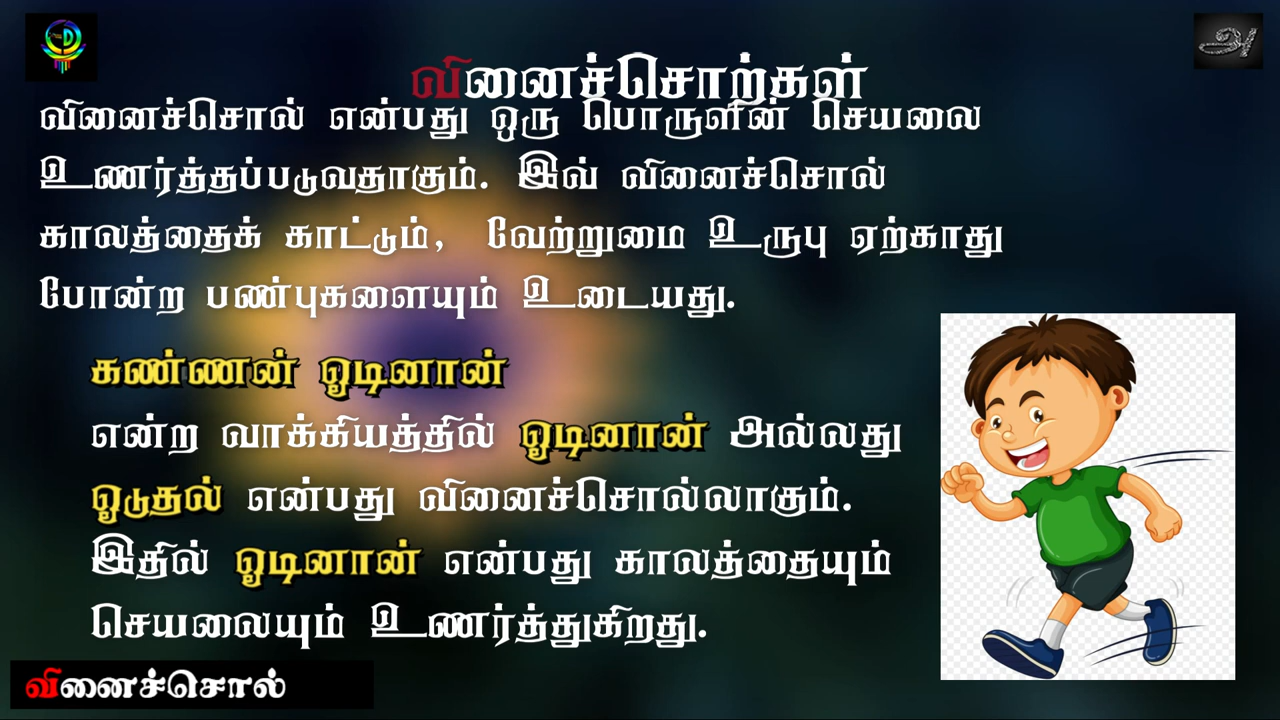 வினைச்சொற்கள்
வினைச்சொல் என்பது ஒரு பொருளின் செயலை
உணர்த்தப்படுவதாகும். இவ் வினைச்சொல்
காலத்தைக் காட்டும், வேற்றுமை உருபு ஏற்காது
போன்ற பண்புகளையும் உடையது.
கண்ணன் ஓடினான்
என்ற வாக்கியத்தில் ஓடினான் அல்லது
ஓடுதல் என்பது வினைச்சொல்லாகும்.
இதில் ஓடினான் என்பது காலத்தையும்
செயலையும் உணர்த்துகிறது.
வினைச்சொல்
D
அ